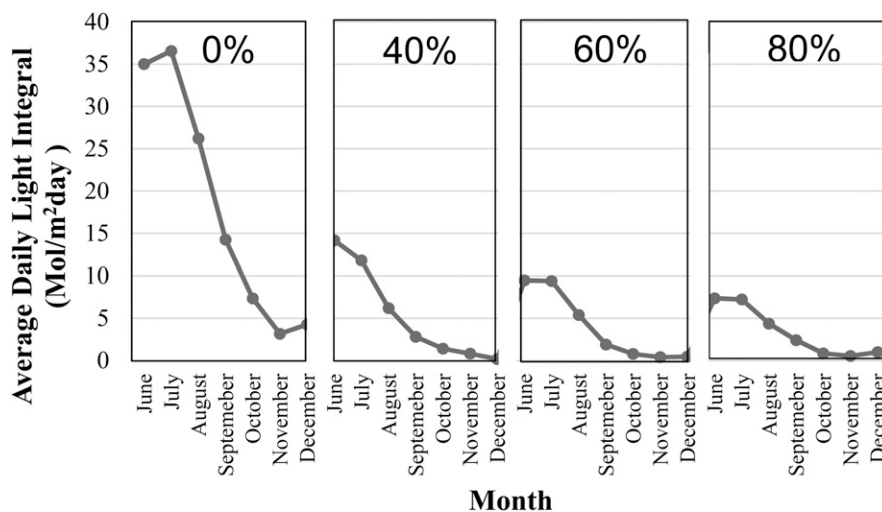 Average Daily Light Integral
(Mol/m²day )
40
35
30
25
20
15
10
5
0
0%
40%
60%
80%
June
July
August
Septemeber
October
November
December
June
July
August
Septemeber
October
November
December
June
July
August
Septemeber
October
November
December
June
July
August
Septemeber
October
November
December
Month